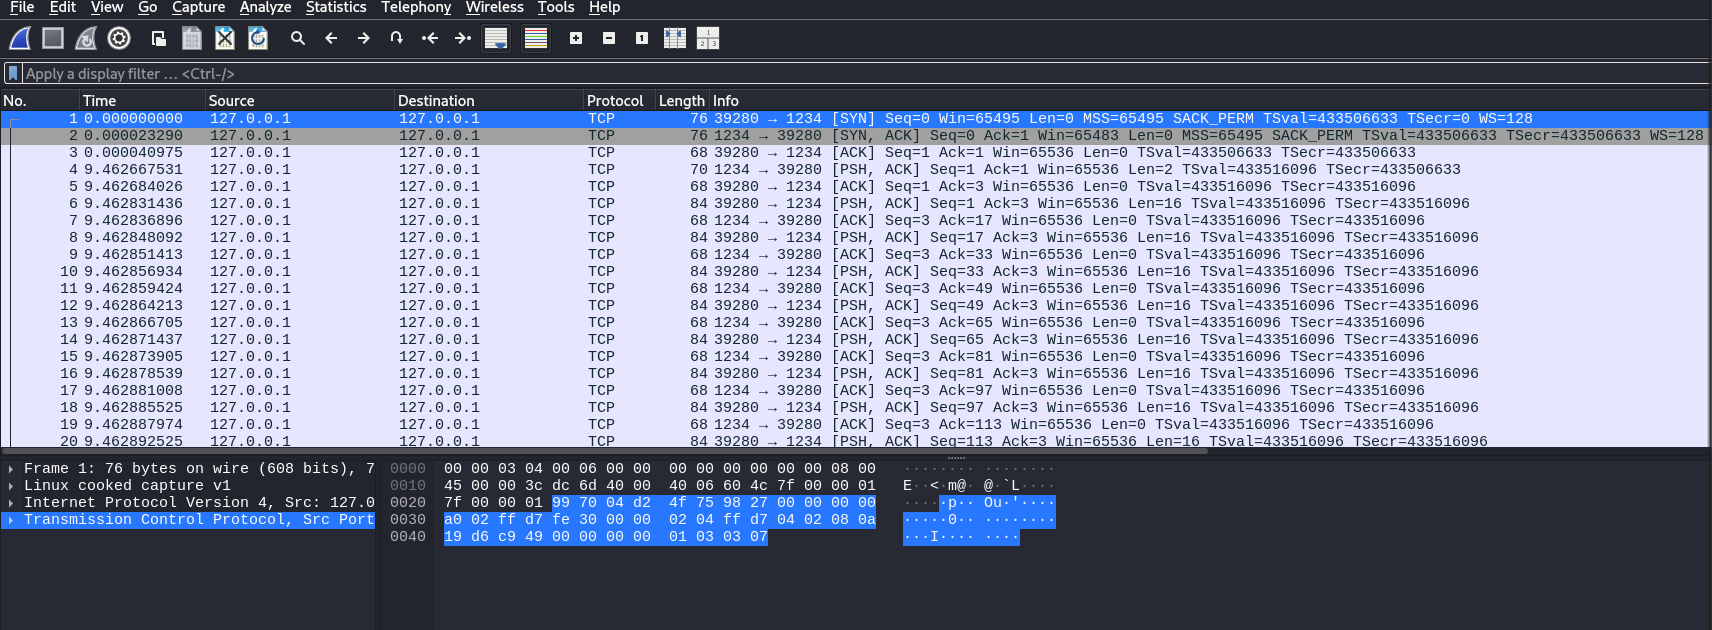 File Edit View Go Capture Analyze Statistics Telephony Wireless Tools Help
Apply a display filter … <Ctrl-/>
No. Time Source Destination Protocol Length Info
1 0.000000000 127.0.0.1 127.0.0.1 TCP 76 39280 → 1234 [SYN] Seq=0 Win=65495 Len=0 MSS=65495 SACK_PERM TSval=433506633 TSecr=0 WS=128
2 0.000023290 127.0.0.1 127.0.0.1 TCP 76 1234 → 39280 [SYN, ACK] Seq=0 Ack=1 Win=65483 Len=0 MSS=65495 SACK_PERM TSval=433506633 TSecr=433506633 WS=128
3 0.000040975 127.0.0.1 127.0.0.1 TCP 68 39280 → 1234 [ACK] Seq=1 Ack=1 Win=65536 Len=0 TSval=433506633 TSecr=433506633
4 9.462667531 127.0.0.1 127.0.0.1 TCP 70 1234 → 39280 [PSH, ACK] Seq=1 Ack=1 Win=65536 Len=2 TSval=433516096 TSecr=433506633
5 9.462684026 127.0.0.1 127.0.0.1 TCP 68 39280 → 1234 [ACK] Seq=1 Ack=3 Win=65536 Len=0 TSval=433516096 TSecr=433516096
6 9.462831436 127.0.0.1 127.0.0.1 TCP 84 39280 → 1234 [PSH, ACK] Seq=1 Ack=3 Win=65536 Len=16 TSval=433516096 TSecr=433516096
7 9.462836896 127.0.0.1 127.0.0.1 TCP 68 1234 → 39280 [ACK] Seq=3 Ack=17 Win=65536 Len=0 TSval=433516096 TSecr=433516096
8 9.462848092 127.0.0.1 127.0.0.1 TCP 84 39280 → 1234 [PSH, ACK] Seq=17 Ack=3 Win=65536 Len=16 TSval=433516096 TSecr=433516096
9 9.462851413 127.0.0.1 127.0.0.1 TCP 68 1234 → 39280 [ACK] Seq=3 Ack=33 Win=65536 Len=0 TSval=433516096 TSecr=433516096
10 9.462856934 127.0.0.1 127.0.0.1 TCP 84 39280 → 1234 [PSH, ACK] Seq=33 Ack=3 Win=65536 Len=16 TSval=433516096 TSecr=433516096
11 9.462859424 127.0.0.1 127.0.0.1 TCP 68 1234 → 39280 [ACK] Seq=3 Ack=49 Win=65536 Len=0 TSval=433516096 TSecr=433516096
12 9.462864213 127.0.0.1 127.0.0.1 TCP 84 39280 → 1234 [PSH, ACK] Seq=49 Ack=3 Win=65536 Len=16 TSval=433516096 TSecr=433516096
13 9.462866705 127.0.0.1 127.0.0.1 TCP 68 1234 → 39280 [ACK] Seq=3 Ack=65 Win=65536 Len=0 TSval=433516096 TSecr=433516096
14 9.462871437 127.0.0.1 127.0.0.1 TCP 84 39280 → 1234 [PSH, ACK] Seq=65 Ack=3 Win=65536 Len=16 TSval=433516096 TSecr=433516096
15 9.462873905 127.0.0.1 127.0.0.1 TCP 68 1234 → 39280 [ACK] Seq=3 Ack=81 Win=65536 Len=0 TSval=433516096 TSecr=433516096
16 9.462878539 127.0.0.1 127.0.0.1 TCP 84 39280 → 1234 [PSH, ACK] Seq=81 Ack=3 Win=65536 Len=16 TSval=433516096 TSecr=433516096
17 9.462881008 127.0.0.1 127.0.0.1 TCP 68 1234 → 39280 [ACK] Seq=3 Ack=97 Win=65536 Len=0 TSval=433516096 TSecr=433516096
18 9.462885525 127.0.0.1 127.0.0.1 TCP 84 39280 → 1234 [PSH, ACK] Seq=97 Ack=3 Win=65536 Len=16 TSval=433516096 TSecr=433516096
19 9.462887974 127.0.0.1 127.0.0.1 TCP 68 1234 → 39280 [ACK] Seq=3 Ack=113 Win=65536 Len=0 TSval=433516096 TSecr=433516096
20 9.462892525 127.0.0.1 127.0.0.1 TCP 84 39280 → 1234 [PSH, ACK] Seq=113 Ack=3 Win=65536 Len=16 TSval=433516096 TSecr=433516096
Frame 1: 76 bytes on wire (608 bits), 7
Linux cooked capture v1
Internet Protocol Version 4, Src: 127.0
Transmission Control Protocol, Src Port
0000 00 00 03 04 00 06 00 00 00 00 00 00 00 00 08 00 ········ ········
0010 45 00 00 3c dc 6d 40 00 40 06 60 4c 7f 00 00 01 E··<·m@· @·`L····
0020 7f 00 00 01 99 70 04 d2 4f 75 98 27 00 00 00 00 ·····p·· Ou·'····
0030 a0 02 ff d7 fe 30 00 00 02 04 ff d7 04 02 08 0a ·····0·· ········
0040 19 d6 c9 49 00 00 00 00 01 03 03 07 ···I···· ····